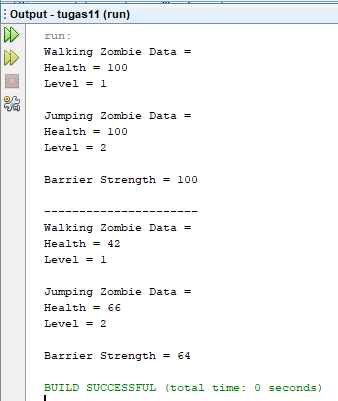 Output - tugas11 (run)
run:
Walking Zombie Data =
Health = 100
Level = 1
Jumping Zombie Data =
Health = 100
Level = 2
Barrier Strength = 100
----------------------
Walking Zombie Data =
Health = 42
Level = 1
Jumping Zombie Data =
Health = 66
Level = 2
Barrier Strength = 64
BUILD SUCCESSFUL (total time: 0 seconds)